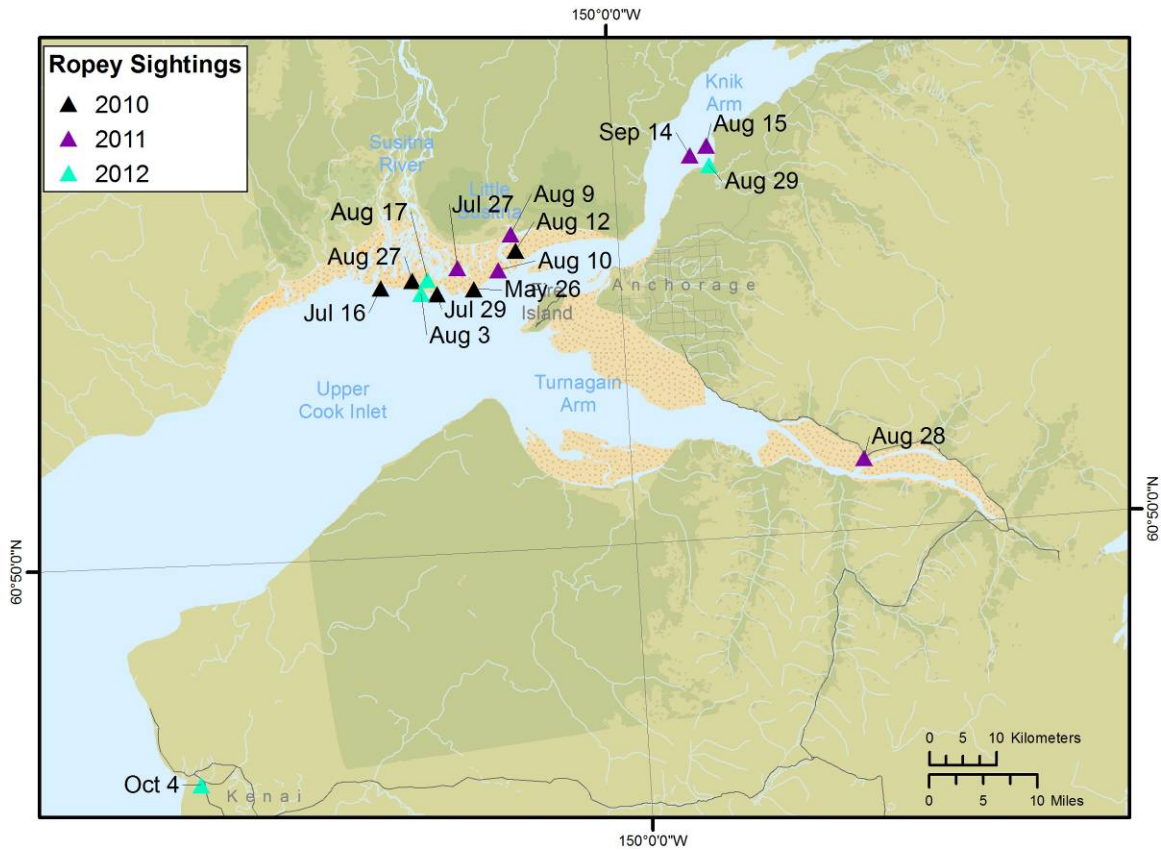 150°0'0"W
Ropey Sightings
2010
2011
2012
Knik
Arm
Sep 14
Aug 15
Aug 29
Susitna
River
Little
Susitna
Aug 17
Jul 27
Aug 9
Aug 12
Aug 27
Aug 10
May 26
Anchorage
Fire
Island
Jul 16
Jul 29
Aug 3
Upper
Cook Inlet
Turnagain
Arm
Aug 28
60°50'0"N
60°50'0"N
0 5 10 Kilometers
0 5 10 Miles
Oct 4
Kenai
150°0'0"W